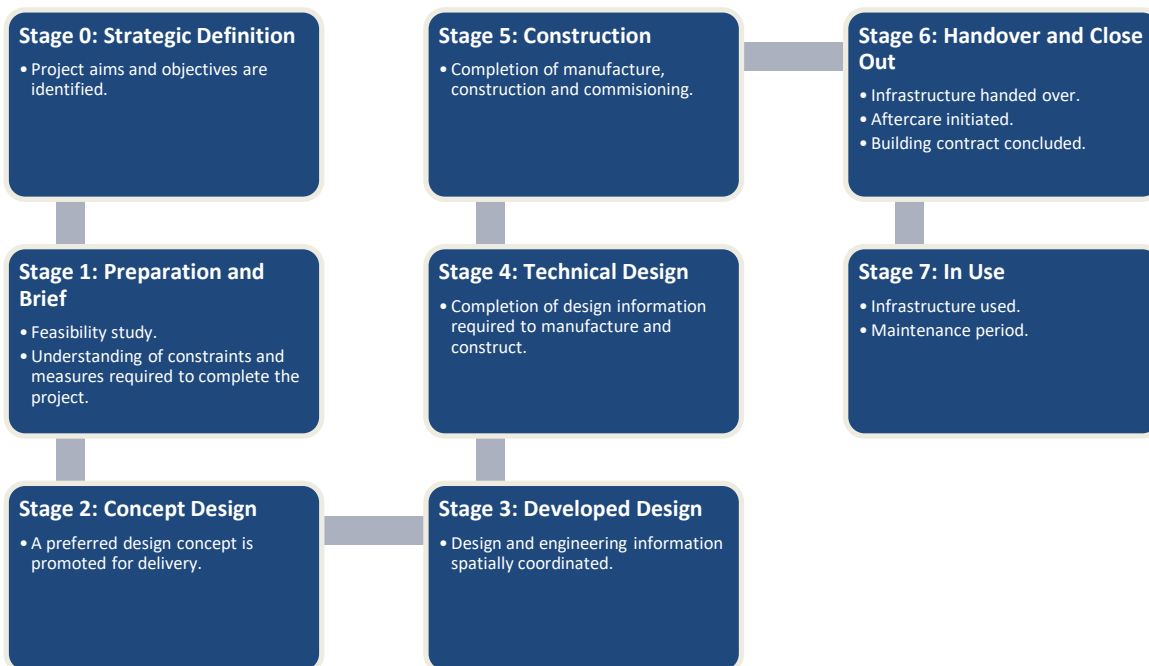 Stage 0: Strategic Definition
• Project aims and objectives are
identified.
Stage 1: Preparation and
Brief
• Feasibility study.
• Understanding of constraints and
measures required to complete the
project.
Stage 2: Concept Design
• A preferred design concept is
promoted for delivery.
Stage 3: Developed Design
• Design and engineering information
spatially coordinated.
Stage 4: Technical Design
• Completion of design information
required to manufacture and
construct.
Stage 5: Construction
• Completion of manufacture,
construction and commisioning.
Stage 6: Handover and Close
Out
• Infrastructure handed over.
• Aftercare initiated.
• Building contract concluded.
Stage 7: In Use
• Infrastructure used.
• Maintenance period.